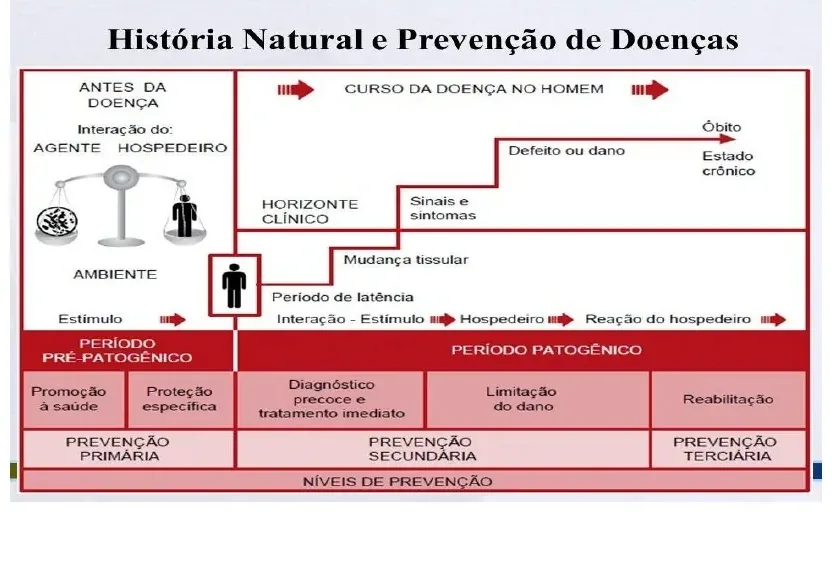 História Natural e Prevenção de Doenças
ANTES DA
DOENÇA
Interação do:
AGENTE HOSPEDEIRO
AMBIENTE
Estímulo
CURSO DA DOENÇA NO HOMEM
Óbito
Defeito ou dano
Estado
crônico
HORIZONTE
CLÍNICO
Sinais e
sintomas
Mudança tissular
Período de latência
Interação - Estímulo Hospedeiro Reação do hospedeiro
PERÍODO
PRÉ-PATOGÊNICO
PERÍODO PATOGÊNICO
Promoção
à saúde
Proteção
específica
Diagnóstico
precoce e
tratamento imediato
Limitação
do dano
Reabilitação
PREVENÇÃO
PRIMÁRIA
PREVENÇÃO
SECUNDÁRIA
PREVENÇÃO
TERCIÁRIA
NÍVEIS DE PREVENÇÃO